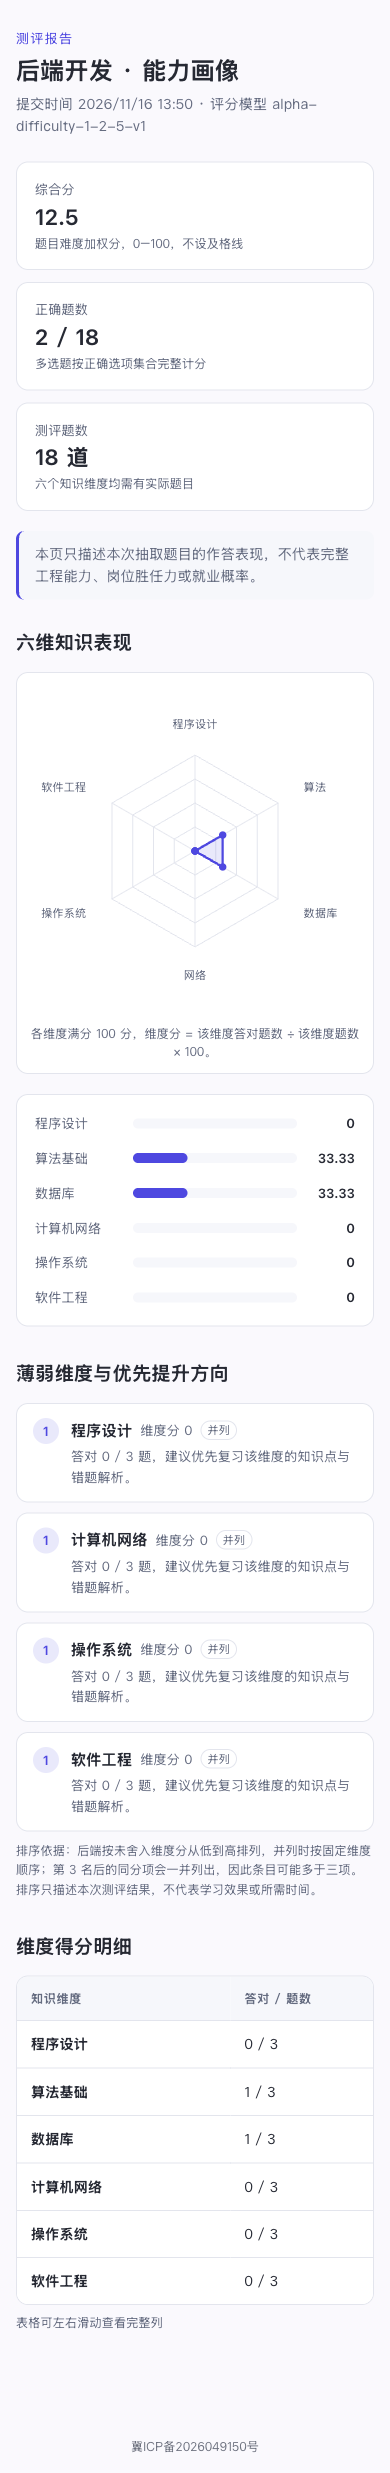 测评报告
后端开发 · 能力画像
提交时间 2026/11/16 13:50 · 评分模型 alpha-
difficulty-1-2-5-v1
综合分
12.5
题目难度加权分，0—100，不设及格线
正确题数
2 / 18
多选题按正确选项集合完整计分
测评题数
18 道
六个知识维度均需有实际题目
本页只描述本次抽取题目的作答表现，不代表完整
工程能力、岗位胜任力或就业概率。
六维知识表现
程序设计
软件工程
算法
操作系统
数据库
网络
各维度满分 100 分，维度分 = 该维度答对题数 ÷ 该维度题数
× 100。
程序设计 0
算法基础 33.33
数据库 33.33
计算机网络 0
操作系统 0
软件工程 0
薄弱维度与优先提升方向
1 程序设计 维度分 0 并列
答对 0 / 3 题，建议优先复习该维度的知识点与
错题解析。
1 计算机网络 维度分 0 并列
答对 0 / 3 题，建议优先复习该维度的知识点与
错题解析。
1 操作系统 维度分 0 并列
答对 0 / 3 题，建议优先复习该维度的知识点与
错题解析。
1 软件工程 维度分 0 并列
答对 0 / 3 题，建议优先复习该维度的知识点与
错题解析。
排序依据：后端按未舍入维度分从低到高排列，并列时按固定维度
顺序；第 3 名后的同分项会一并列出，因此条目可能多于三项。
排序只描述本次测评结果，不代表学习效果或所需时间。
维度得分明细
知识维度 答对 / 题数
程序设计 0 / 3
算法基础 1 / 3
数据库 1 / 3
计算机网络 0 / 3
操作系统 0 / 3
软件工程 0 / 3
表格可左右滑动查看完整列
冀ICP备2026049150号